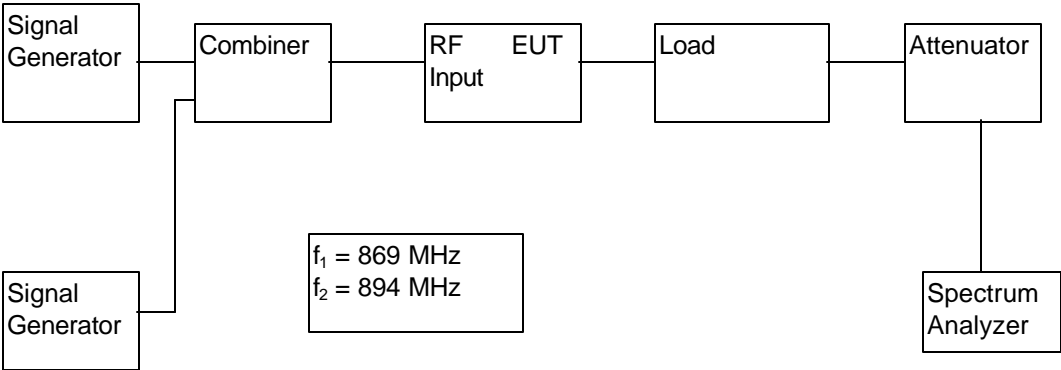 Signal
Generator
Combiner
RF EUT
Input
Load
Attenuator
f₁ = 869 MHz
f₂ = 894 MHz
Signal
Generator
Spectrum
Analyzer